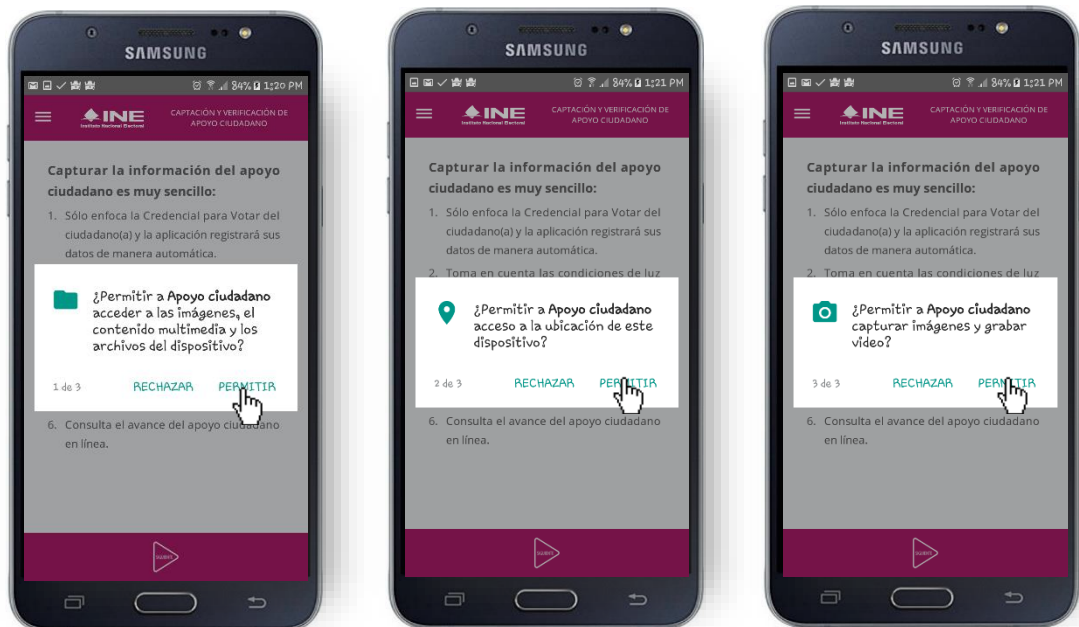 SAMSUNG
84% 1:20 PM
INE
Instituto Nacional Electoral
CAPTACIÓN Y VERIFICACIÓN DE
APOYO CIUDADANO
Capturar la información del apoyo
ciudadano es muy sencillo:
1. Sólo enfoca la Credencial para Votar del
ciudadano(a) y la aplicación registrará sus
datos de manera automática.
¿Permitir a Apoyo ciudadano
acceder a las imágenes, el
contenido multimedia y los
archivos del dispositivo?
1 de 3 RECHAZAR PERMITIR
6. Consulta el avance del apoyo ciudadano
en línea.
SIGUIENTE
SAMSUNG
84% 1:21 PM
INE
Instituto Nacional Electoral
CAPTACIÓN Y VERIFICACIÓN DE
APOYO CIUDADANO
Capturar la información del apoyo
ciudadano es muy sencillo:
1. Sólo enfoca la Credencial para Votar del
ciudadano(a) y la aplicación registrará sus
datos de manera automática.
2. Toma en cuenta las condiciones de luz
¿Permitir a Apoyo ciudadano
acceso a la ubicación de este
dispositivo?
2 de 3 RECHAZAR PERMITIR
6. Consulta el avance del apoyo ciudadano
en línea.
SIGUIENTE
SAMSUNG
84% 1:21 PM
INE
Instituto Nacional Electoral
CAPTACIÓN Y VERIFICACIÓN DE
APOYO CIUDADANO
Capturar la información del apoyo
ciudadano es muy sencillo:
1. Sólo enfoca la Credencial para Votar del
ciudadano(a) y la aplicación registrará sus
datos de manera automática.
2. Toma en cuenta las condiciones de luz
¿Permitir a Apoyo ciudadano
capturar imágenes y grabar
video?
3 de 3 RECHAZAR PERMITIR
6. Consulta el avance del apoyo ciudadano
en línea.
SIGUIENTE